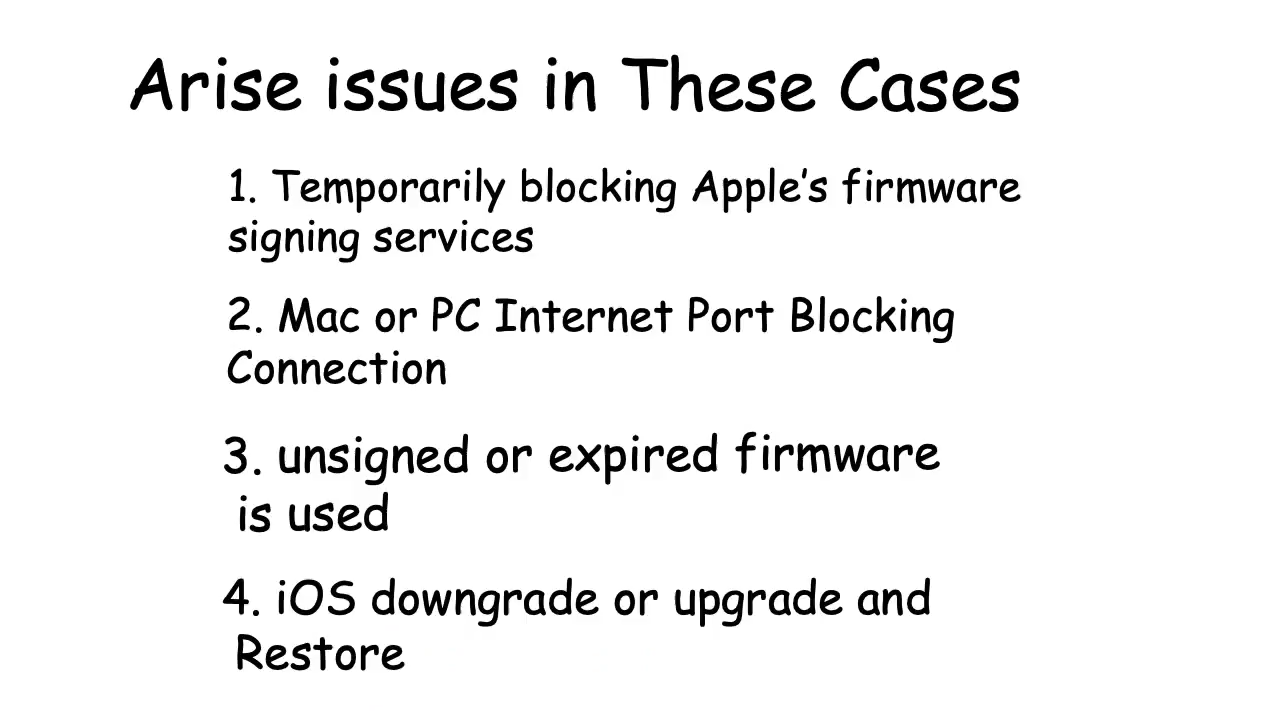 Arise issues in These Cases
1. Temporarily blocking Apple's firmware
signing services
2. Mac or PC Internet Port Blocking
Connection
3. unsigned or expired firmware
is used
4. iOS downgrade or upgrade and
Restore